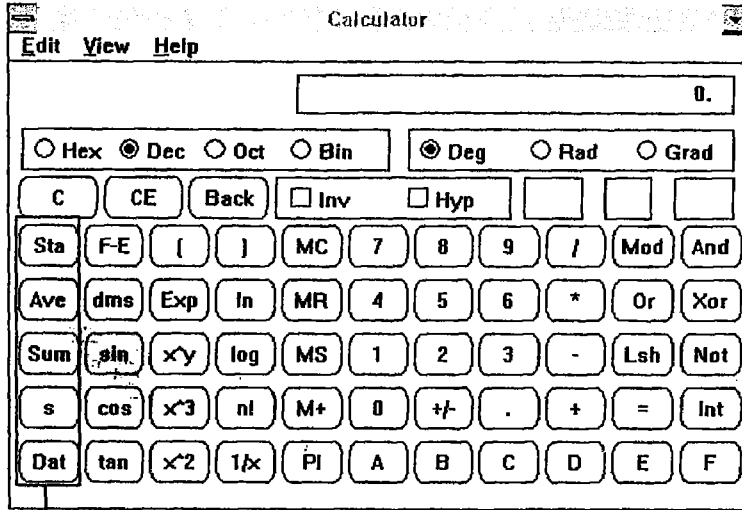 Calculator
Edit View Help
0.
Hex Dec Oct Bin Deg Rad Grad
C CE Back Inv Hyp
Sta F-E ( ) MC 7 8 9 / Mod And
Ave dms Exp ln MR 4 5 6 * Or Xor
Sum sin x^y log MS 1 2 3 - Lsh Not
s cos x^3 n! M+ 0 +/- . + = Int
Dat tan x^2 1/x PI A B C D E F